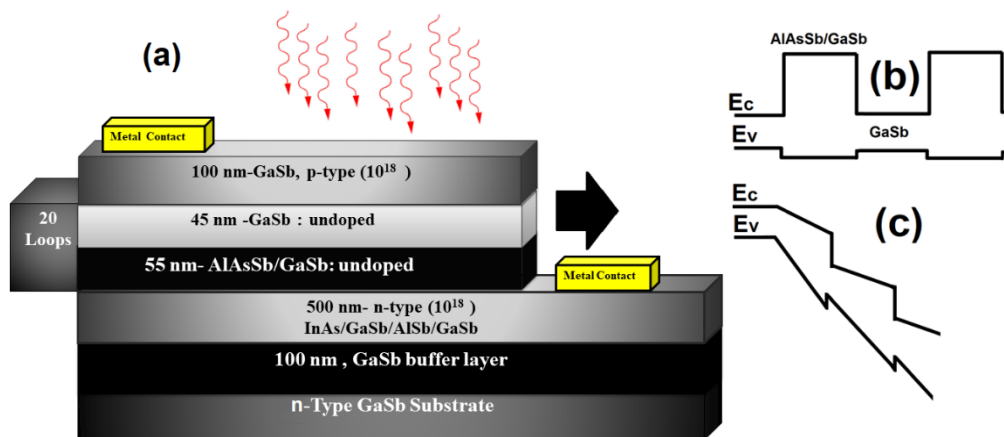 (a)
Metal Contact
100 nm-GaSb, p-type (10¹⁸ )
20
Loops
45 nm -GaSb : undoped
55 nm- AlAsSb/GaSb: undoped
Metal Contact
500 nm- n-type (10¹⁸ )
InAs/GaSb/AlSb/GaSb
100 nm , GaSb buffer layer
n-Type GaSb Substrate
AlAsSb/GaSb
(b)
Ec
Ev
GaSb
Ec
Ev
(c)